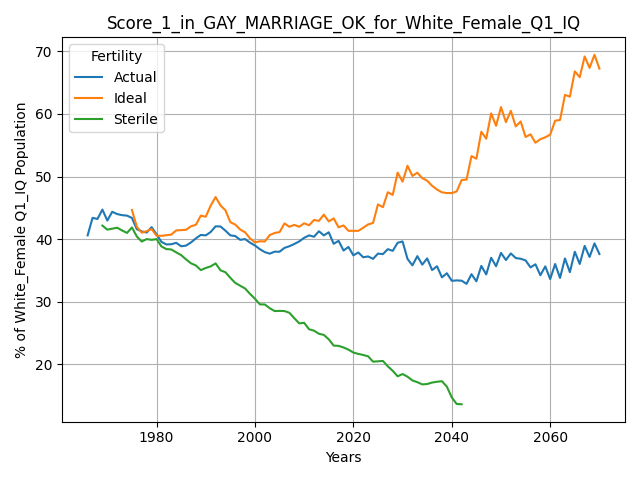 Score_1_in_GAY_MARRIAGE_OK_for_White_Female_Q1_IQ
Fertility
Actual
Ideal
Sterile
% of White_Female Q1_IQ Population
70
60
50
40
30
20
1980
2000
2020
2040
2060
Years